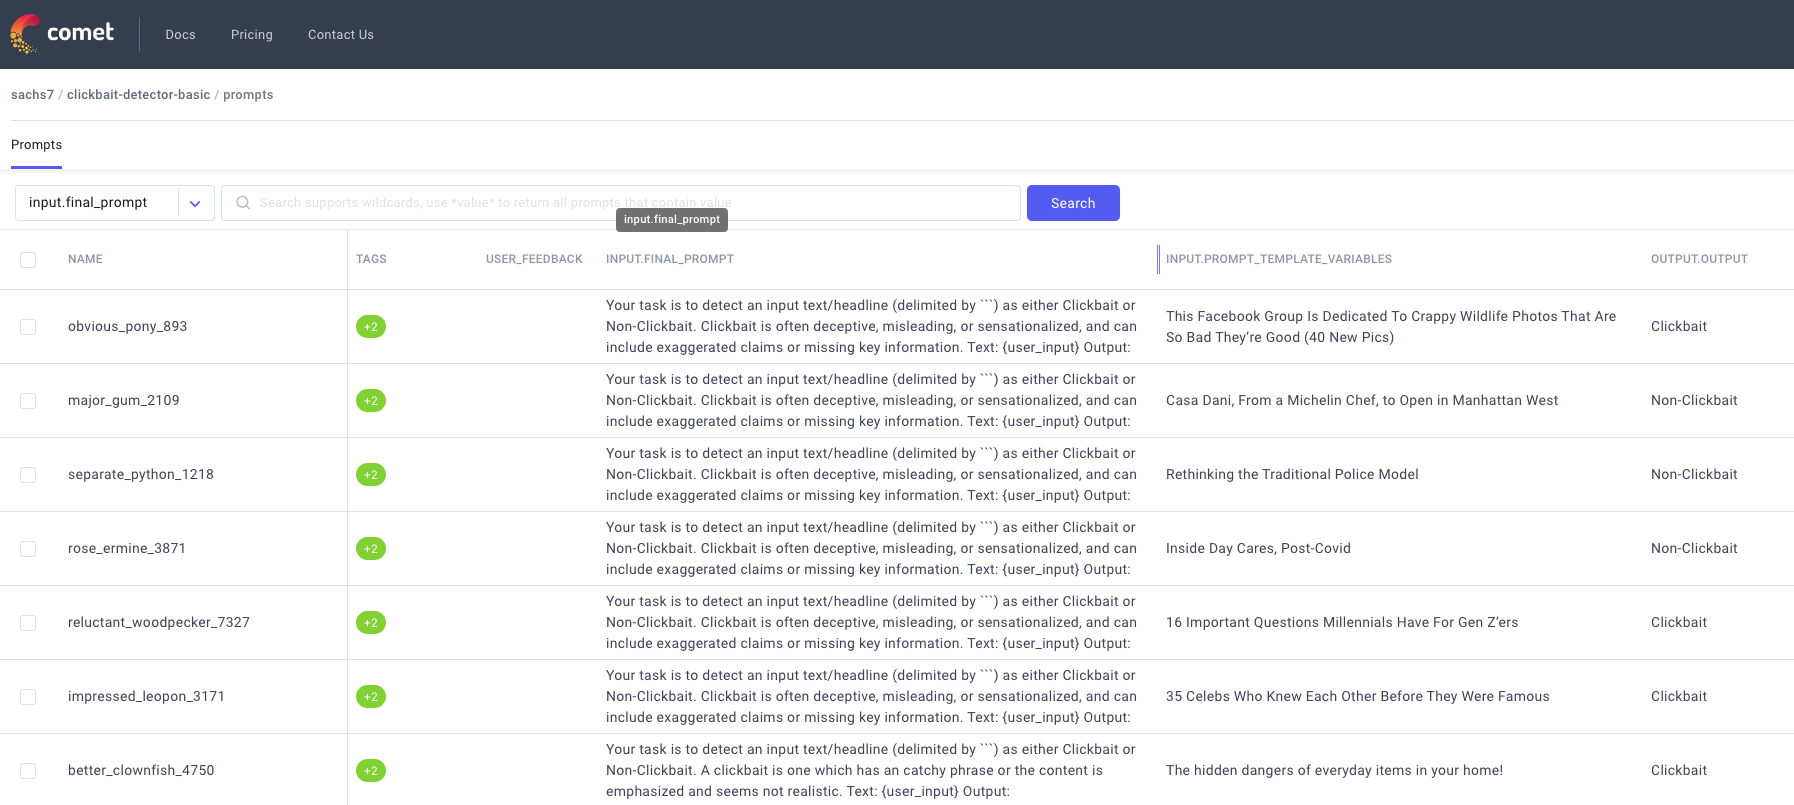 comet
Docs
Pricing
Contact Us
sachs7 / clickbait-detector-basic / prompts
Prompts
input.final_prompt
Search supports wildcards, use *value* to return all prompts that contain value
Search
input.final_prompt
NAME
TAGS
USER_FEEDBACK
INPUT.FINAL_PROMPT
INPUT.PROMPT_TEMPLATE_VARIABLES
OUTPUT.OUTPUT
obvious_pony_893
+2
Your task is to detect an input text/headline (delimited by ```) as either Clickbait or
Non-Clickbait. Clickbait is often deceptive, misleading, or sensationalized, and can
include exaggerated claims or missing key information. Text: {user_input} Output:
This Facebook Group Is Dedicated To Crappy Wildlife Photos That Are
So Bad They’re Good (40 New Pics)
Clickbait
major_gum_2109
+2
Your task is to detect an input text/headline (delimited by ```) as either Clickbait or
Non-Clickbait. Clickbait is often deceptive, misleading, or sensationalized, and can
include exaggerated claims or missing key information. Text: {user_input} Output:
Casa Dani, From a Michelin Chef, to Open in Manhattan West
Non-Clickbait
separate_python_1218
+2
Your task is to detect an input text/headline (delimited by ```) as either Clickbait or
Non-Clickbait. Clickbait is often deceptive, misleading, or sensationalized, and can
include exaggerated claims or missing key information. Text: {user_input} Output:
Rethinking the Traditional Police Model
Non-Clickbait
rose_ermine_3871
+2
Your task is to detect an input text/headline (delimited by ```) as either Clickbait or
Non-Clickbait. Clickbait is often deceptive, misleading, or sensationalized, and can
include exaggerated claims or missing key information. Text: {user_input} Output:
Inside Day Cares, Post-Covid
Non-Clickbait
reluctant_woodpecker_7327
+2
Your task is to detect an input text/headline (delimited by ```) as either Clickbait or
Non-Clickbait. Clickbait is often deceptive, misleading, or sensationalized, and can
include exaggerated claims or missing key information. Text: {user_input} Output:
16 Important Questions Millennials Have For Gen Z’ers
Clickbait
impressed_leopon_3171
+2
Your task is to detect an input text/headline (delimited by ```) as either Clickbait or
Non-Clickbait. Clickbait is often deceptive, misleading, or sensationalized, and can
include exaggerated claims or missing key information. Text: {user_input} Output:
35 Celebs Who Knew Each Other Before They Were Famous
Clickbait
better_clownfish_4750
+2
Your task is to detect an input text/headline (delimited by ```) as either Clickbait or
Non-Clickbait. A clickbait is one which has an catchy phrase or the content is
emphasized and seems not realistic. Text: {user_input} Output:
The hidden dangers of everyday items in your home!
Clickbait